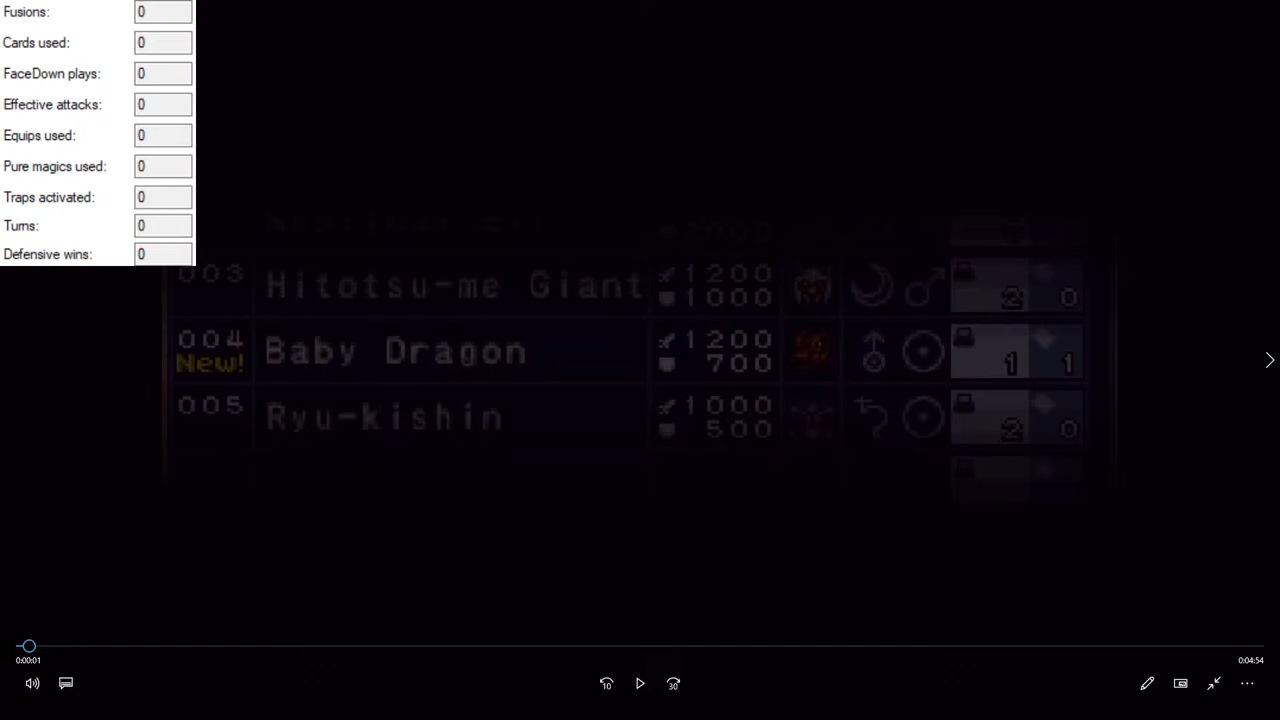 Fusions: 0
Cards used: 0
FaceDown plays: 0
Effective attacks: 0
Equips used: 0
Pure magics used: 0
Traps activated: 0
Turns: 0
Defensive wins: 0
2000
003 Hitotsu-me Giant 1200 1000 2 0
004 New! Baby Dragon 1200 700 1 1
005 Ryu-kishin 1000 500 2 0
0:00:01 0:04:54
10 30